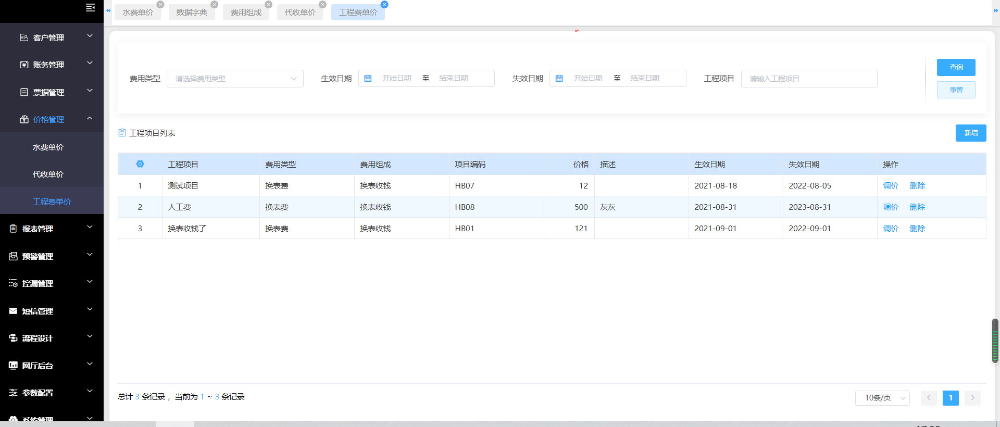 水费单价 数据字典 费用组成 代收单价 工程费单价
客户管理
账务管理
票据管理
价格管理
水费单价
代收单价
工程费单价
报表管理
预警管理
控漏管理
短信管理
流程设计
网厅后台
参数配置
系统管理
费用类型 请选择费用类型 生效日期 开始日期 至 结束日期 失效日期 开始日期 至 结束日期 工程项目 请输入工程项目
查询
重置
工程项目列表
新增
工程项目 费用类型 费用组成 项目编码 价格 描述 生效日期 失效日期 操作
1 测试项目 换表费 换表收钱 HB07 12 2021-08-18 2022-08-05 调价 删除
2 人工费 换表费 换表收钱 HB08 500 灰灰 2021-08-31 2023-08-31 调价 删除
3 换表收钱了 换表费 换表收钱 HB01 121 2021-09-01 2022-09-01 调价 删除
总计 3 条记录， 当前为 1 ~ 3 条记录
10条/页 1